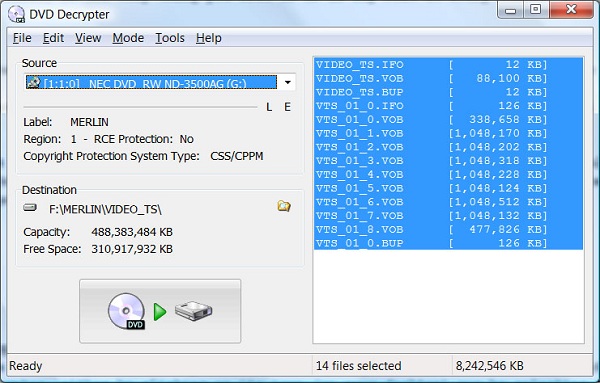 DVD Decrypter
File Edit View Mode Tools Help
Source
[1:1:0] NEC DVD_RW ND-3500AG (G:)
L E
Label: MERLIN
Region: 1 - RCE Protection: No
Copyright Protection System Type: CSS/CPPM
Destination
F:\MERLIN\VIDEO_TS\
Capacity: 488,383,484 KB
Free Space: 310,917,932 KB
DVD
VIDEO_TS.IFO [ 12 KB]
VIDEO_TS.VOB [ 88,100 KB]
VIDEO_TS.BUP [ 12 KB]
VTS_01_0.IFO [ 126 KB]
VTS_01_0.VOB [ 338,658 KB]
VTS_01_1.VOB [1,048,170 KB]
VTS_01_2.VOB [1,048,202 KB]
VTS_01_3.VOB [1,048,318 KB]
VTS_01_4.VOB [1,048,228 KB]
VTS_01_5.VOB [1,048,124 KB]
VTS_01_6.VOB [1,048,512 KB]
VTS_01_7.VOB [1,048,132 KB]
VTS_01_8.VOB [ 477,826 KB]
VTS_01_0.BUP [ 126 KB]
Ready 14 files selected 8,242,546 KB